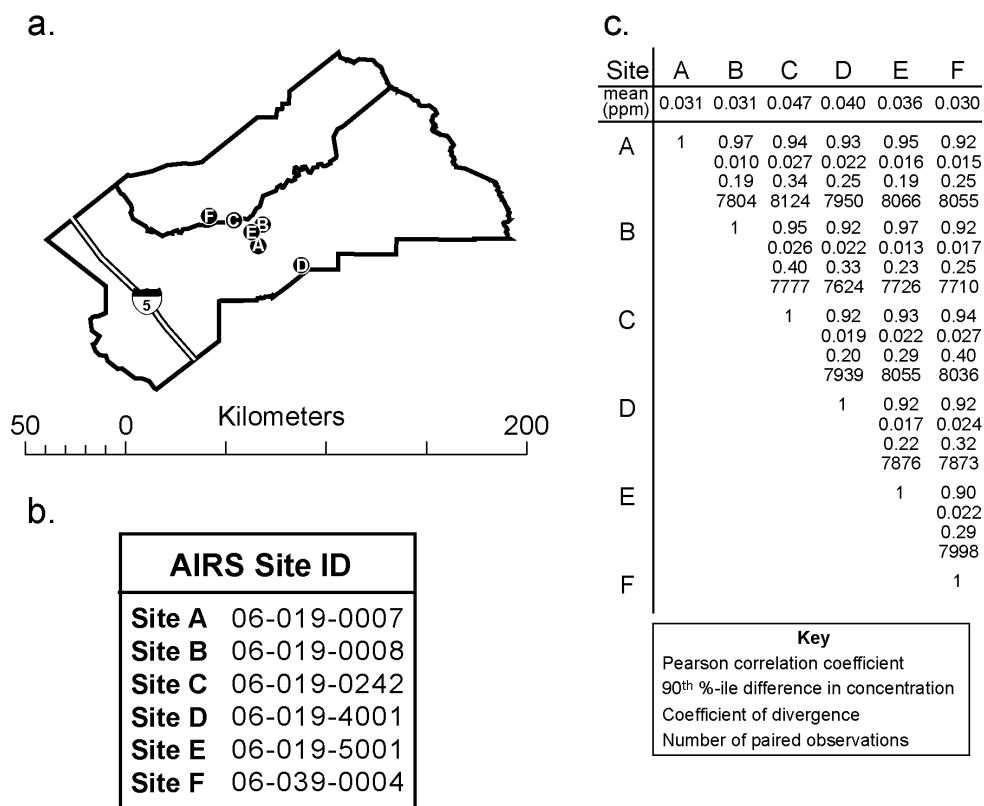 a.
F
C
B
E
A
D
5
Kilometers
50 0 200
b.
AIRS Site ID
Site A 06-019-0007
Site B 06-019-0008
Site C 06-019-0242
Site D 06-019-4001
Site E 06-019-5001
Site F 06-039-0004
c.
Site A B C D E F
mean
(ppm) 0.031 0.031 0.047 0.040 0.036 0.030
A 1 0.97 0.94 0.93 0.95 0.92
0.010 0.027 0.022 0.016 0.015
0.19 0.34 0.25 0.19 0.25
7804 8124 7950 8066 8055
B 1 0.95 0.92 0.97 0.92
0.026 0.022 0.013 0.017
0.40 0.33 0.23 0.25
7777 7624 7726 7710
C 1 0.92 0.93 0.94
0.019 0.022 0.027
0.20 0.29 0.40
7939 8055 8036
D 1 0.92 0.92
0.017 0.024
0.22 0.32
7876 7873
E 1 0.90
0.022
0.29
7998
F 1
Key
Pearson correlation coefficient
90th %-ile difference in concentration
Coefficient of divergence
Number of paired observations